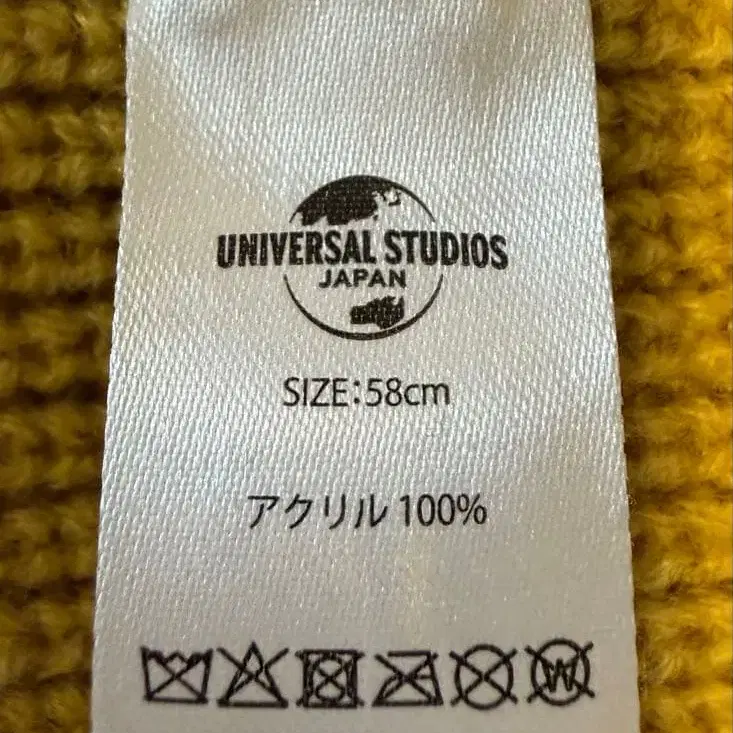 UNIVERSAL STUDIOS
JAPAN
SIZE:58cm
アクリル 100%
W